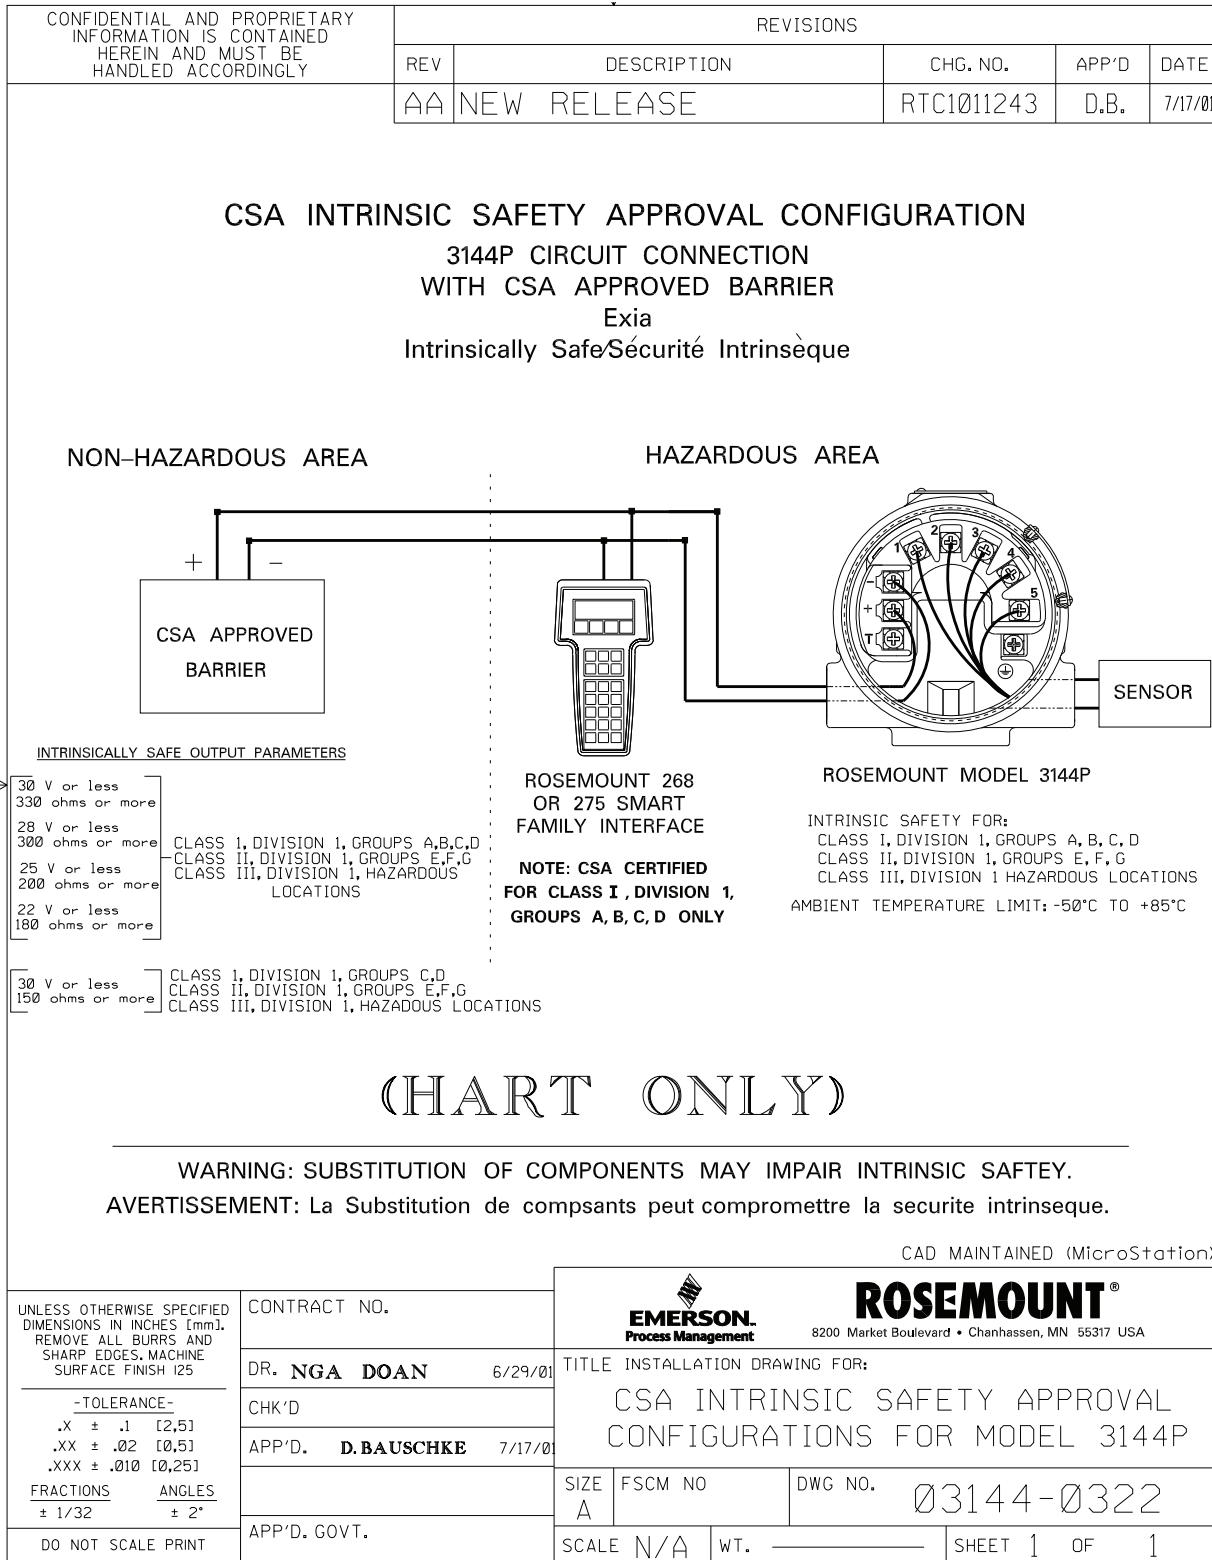 CONFIDENTIAL AND PROPRIETARY
INFORMATION IS CONTAINED
HEREIN AND MUST BE
HANDLED ACCORDINGLY
REVISIONS
REV DESCRIPTION CHG. NO. APP'D DATE
AA NEW RELEASE RTC1011243 D.B. 7/17/01
CSA INTRINSIC SAFETY APPROVAL CONFIGURATION
3144P CIRCUIT CONNECTION
WITH CSA APPROVED BARRIER
Exia
Intrinsically Safe/Sécurité Intrinsèque
NON-HAZARDOUS AREA
HAZARDOUS AREA
+ -
CSA APPROVED
BARRIER
1 2 3 4 5
-
+
T
SENSOR
INTRINSICALLY SAFE OUTPUT PARAMETERS
30 V or less
330 ohms or more
28 V or less
300 ohms or more
25 V or less
200 ohms or more
22 V or less
180 ohms or more
CLASS 1, DIVISION 1, GROUPS A,B,C,D
CLASS II, DIVISION 1, GROUPS E,F,G
CLASS III, DIVISION 1, HAZARDOUS
LOCATIONS
30 V or less
150 ohms or more
CLASS 1, DIVISION 1, GROUPS C,D
CLASS II, DIVISION 1, GROUPS E,F,G
CLASS III, DIVISION 1, HAZADOUS LOCATIONS
ROSEMOUNT 268
OR 275 SMART
FAMILY INTERFACE
NOTE: CSA CERTIFIED
FOR CLASS I , DIVISION 1,
GROUPS A, B, C, D ONLY
ROSEMOUNT MODEL 3144P
INTRINSIC SAFETY FOR:
CLASS I, DIVISION 1, GROUPS A, B, C, D
CLASS II, DIVISION 1, GROUPS E, F, G
CLASS III, DIVISION 1 HAZARDOUS LOCATIONS
AMBIENT TEMPERATURE LIMIT: -50°C TO +85°C
(HART ONLY)
WARNING: SUBSTITUTION OF COMPONENTS MAY IMPAIR INTRINSIC SAFTEY.
AVERTISSEMENT: La Substitution de compsants peut compromettre la securite intrinseque.
CAD MAINTAINED (MicroStation)
UNLESS OTHERWISE SPECIFIED
DIMENSIONS IN INCHES [mm].
REMOVE ALL BURRS AND
SHARP EDGES. MACHINE
SURFACE FINISH 125
-TOLERANCE-
.X ± .1 [2,5]
.XX ± .02 [0,5]
.XXX ± .010 [0,25]
FRACTIONS ANGLES
± 1/32 ± 2°
DO NOT SCALE PRINT
CONTRACT NO.
DR. NGA DOAN 6/29/01
CHK'D
APP'D. D. BAUSCHKE 7/17/01
APP'D. GOVT.
EMERSON.
Process Management
ROSEMOUNT®
8200 Market Boulevard • Chanhassen, MN 55317 USA
TITLE INSTALLATION DRAWING FOR:
CSA INTRINSIC SAFETY APPROVAL
CONFIGURATIONS FOR MODEL 3144P
SIZE A FSCM NO DWG NO. 03144-0322
SCALE N/A WT. SHEET 1 OF 1